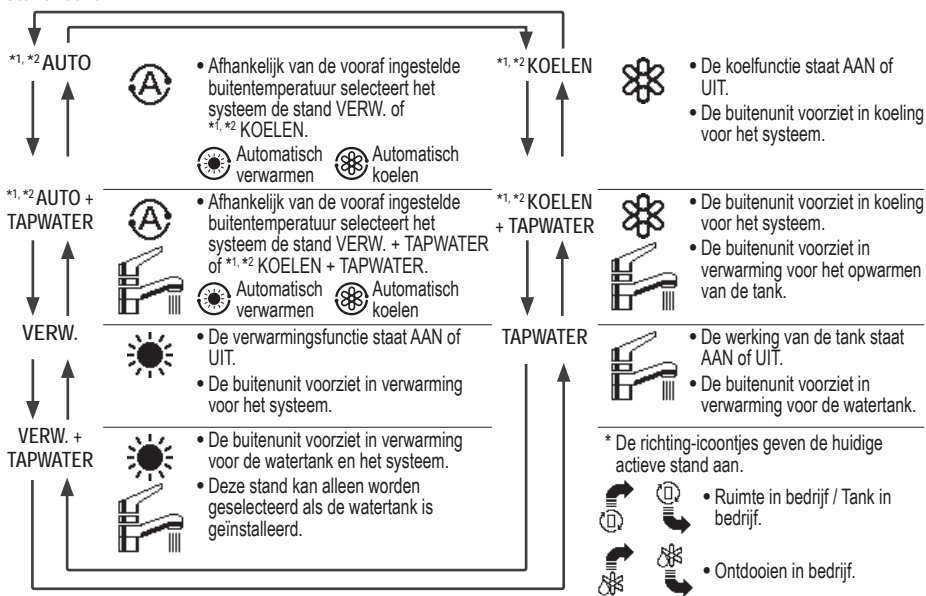 *1, *2 AUTO
• Afhankelijk van de vooraf ingestelde
buitentemperatuur selecteert het
systeem de stand VERW. of
*1, *2 KOELEN.
Automatisch
verwarmen
Automatisch
koelen
*1, *2 AUTO +
TAPWATER
• Afhankelijk van de vooraf ingestelde
buitentemperatuur selecteert het
systeem de stand VERW. + TAPWATER
of *1, *2 KOELEN + TAPWATER.
Automatisch
verwarmen
Automatisch
koelen
VERW.
• De verwarmingsfunctie staat AAN of
UIT.
• De buitenunit voorziet in verwarming
voor het systeem.
VERW. +
TAPWATER
• De buitenunit voorziet in verwarming
voor de watertank en het systeem.
• Deze stand kan alleen worden
geselecteerd als de watertank is
geïnstalleerd.
*1, *2 KOELEN
• De koelfunctie staat AAN of
UIT.
• De buitenunit voorziet in koeling
voor het systeem.
*1, *2 KOELEN
+ TAPWATER
• De buitenunit voorziet in koeling
voor het systeem.
• De buitenunit voorziet in
verwarming voor het opwarmen
van de tank.
TAPWATER
• De werking van de tank staat
AAN of UIT.
• De buitenunit voorziet in
verwarming voor de watertank.
* De richting-icoontjes geven de huidige
actieve stand aan.
• Ruimte in bedrijf / Tank in
bedrijf.
• Ontdooien in bedrijf.